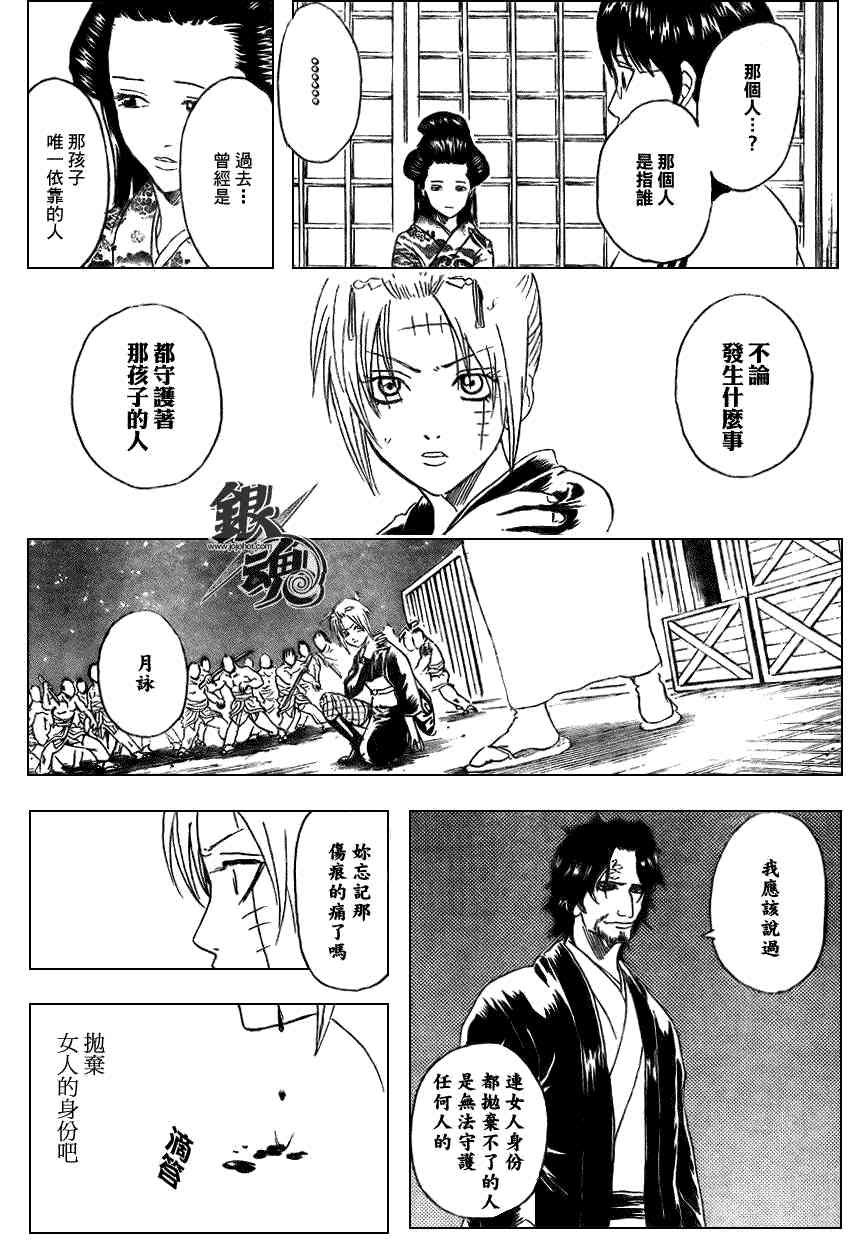 那個人…?
那個人
是指誰
……
過去…
曾經是
那孩子
唯一依靠的人
不論
發生什麼事
都守護著
那孩子的人
銀魂
www.jojohot.com
月詠
我應該說過
連女人身份
都拋棄不了的人
是無法守護
任何人的
妳忘記那
傷痕的痛了嗎
拋棄
女人的身份吧
滴答